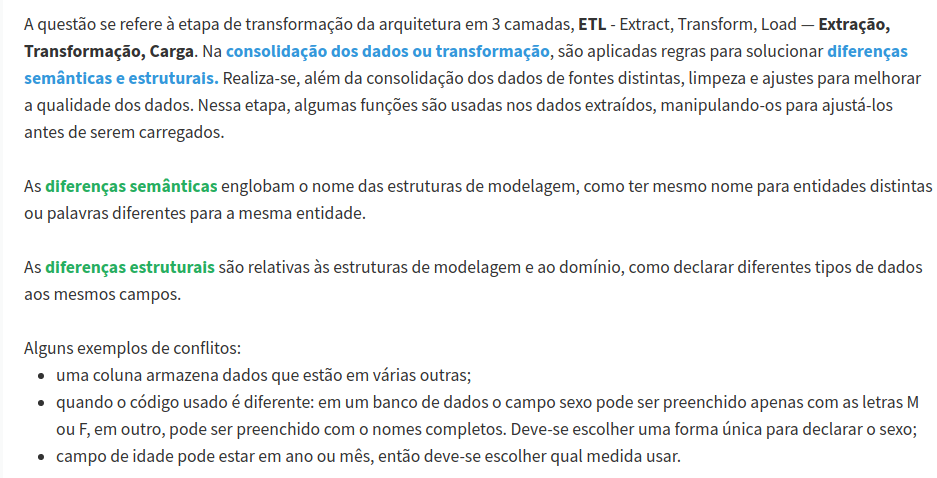 A questão se refere à etapa de transformação da arquitetura em 3 camadas, ETL - Extract, Transform, Load — Extração,
Transformação, Carga. Na consolidação dos dados ou transformação, são aplicadas regras para solucionar diferenças
semânticas e estruturais. Realiza-se, além da consolidação dos dados de fontes distintas, limpeza e ajustes para melhorar
a qualidade dos dados. Nessa etapa, algumas funções são usadas nos dados extraídos, manipulando-os para ajustá-los
antes de serem carregados.
As diferenças semânticas englobam o nome das estruturas de modelagem, como ter mesmo nome para entidades distintas
ou palavras diferentes para a mesma entidade.
As diferenças estruturais são relativas às estruturas de modelagem e ao domínio, como declarar diferentes tipos de dados
aos mesmos campos.
Alguns exemplos de conflitos:
• uma coluna armazena dados que estão em várias outras;
• quando o código usado é diferente: em um banco de dados o campo sexo pode ser preenchido apenas com as letras M
ou F, em outro, pode ser preenchido com o nomes completos. Deve-se escolher uma forma única para declarar o sexo;
• campo de idade pode estar em ano ou mês, então deve-se escolher qual medida usar.